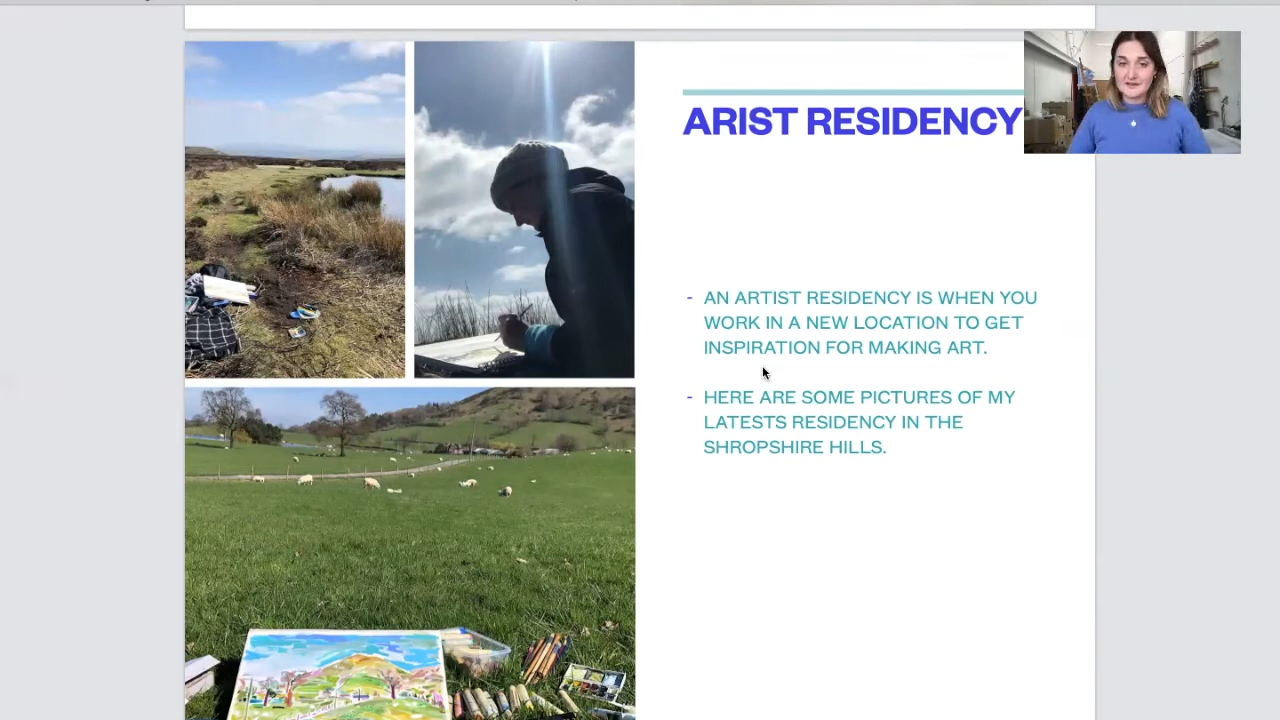 ARIST RESIDENCY
- AN ARTIST RESIDENCY IS WHEN YOU
WORK IN A NEW LOCATION TO GET
INSPIRATION FOR MAKING ART.
- HERE ARE SOME PICTURES OF MY
LATESTS RESIDENCY IN THE
SHROPSHIRE HILLS.